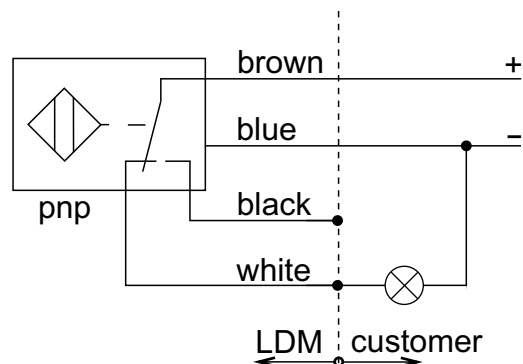 brown +
blue –
pnp
black
white
LDM customer